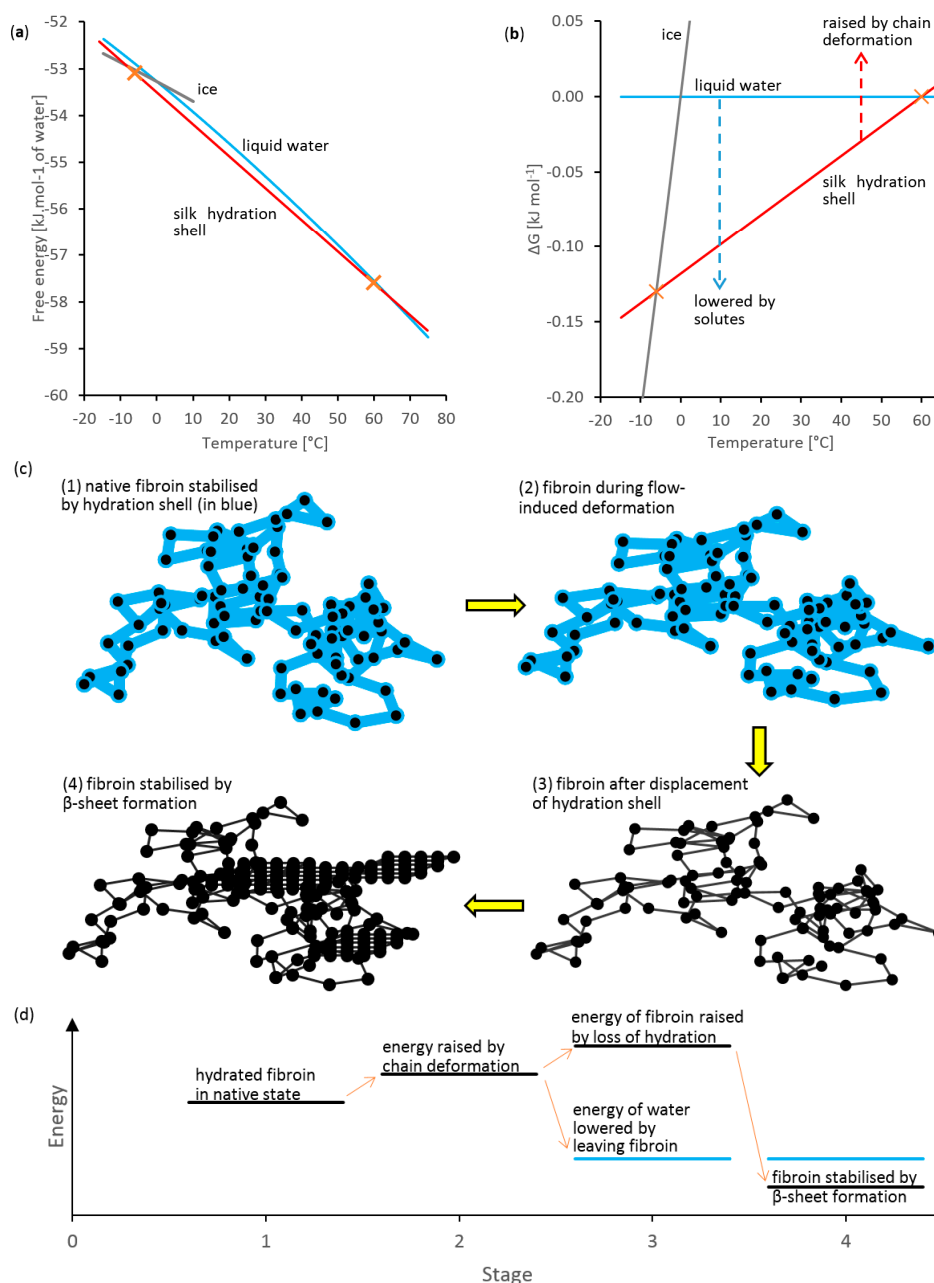 (a)
-52
-53
-54
-55
-56
-57
-58
-59
-60
Free energy [kJ.mol-1 of water]
ice
liquid water
silk hydration
shell
-20 -10 0 10 20 30 40 50 60 70 80
Temperature [°C]
(b)
0.05
0.00
-0.05
-0.10
-0.15
-0.20
ΔG [kJ mol⁻¹]
raised by chain
deformation
ice
liquid water
silk hydration
shell
lowered by
solutes
-20 -10 0 10 20 30 40 50 60
Temperature [°C]
(c)
(1) native fibroin stabilised
by hydration shell (in blue)
(2) fibroin during flow-
induced deformation
(4) fibroin stabilised by
β-sheet formation
(3) fibroin after displacement
of hydration shell
(d)
Energy
hydrated fibroin
in native state
energy raised by
chain deformation
energy of fibroin raised
by loss of hydration
energy of water
lowered by
leaving fibroin
fibroin stabilised by
β-sheet formation
0 1 2 3 4
Stage